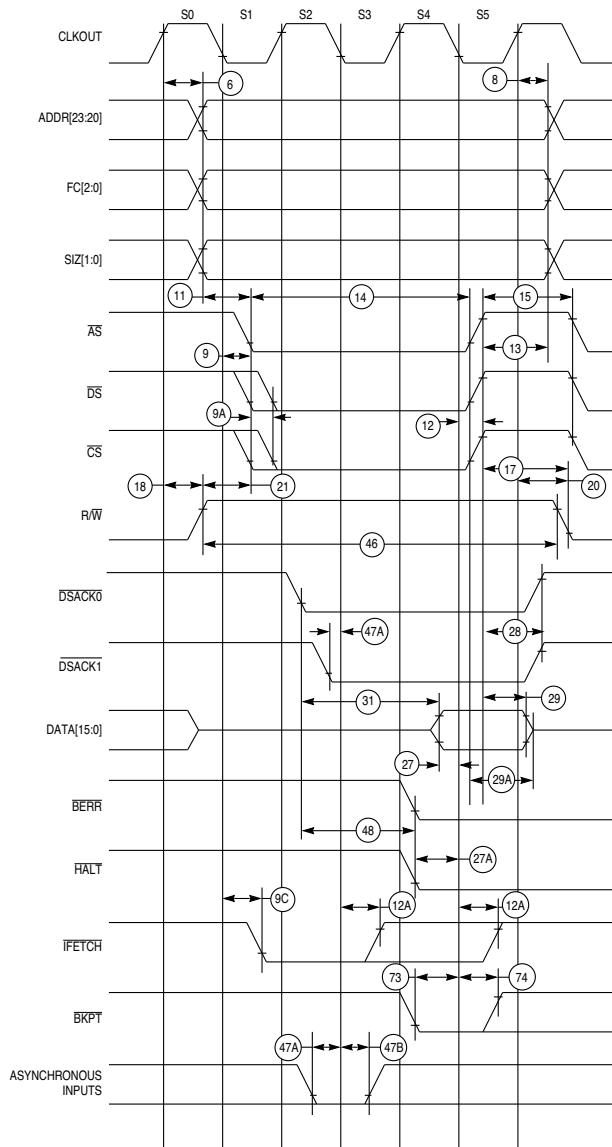 S0 S1 S2 S3 S4 S5
CLKOUT
6 8
ADDR[23:20]
FC[2:0]
SIZ[1:0]
11 14 15
AS
9 13
DS
9A 12
CS
17
18 21 20
R/W
46
DSACK0
47A 28
DSACK1
31 29
DATA[15:0]
27 29A
BERR
48 27A
HALT
9C 12A 12A
IFETCH
73 74
BKPT
47A 47B
ASYNCHRONOUS
INPUTS